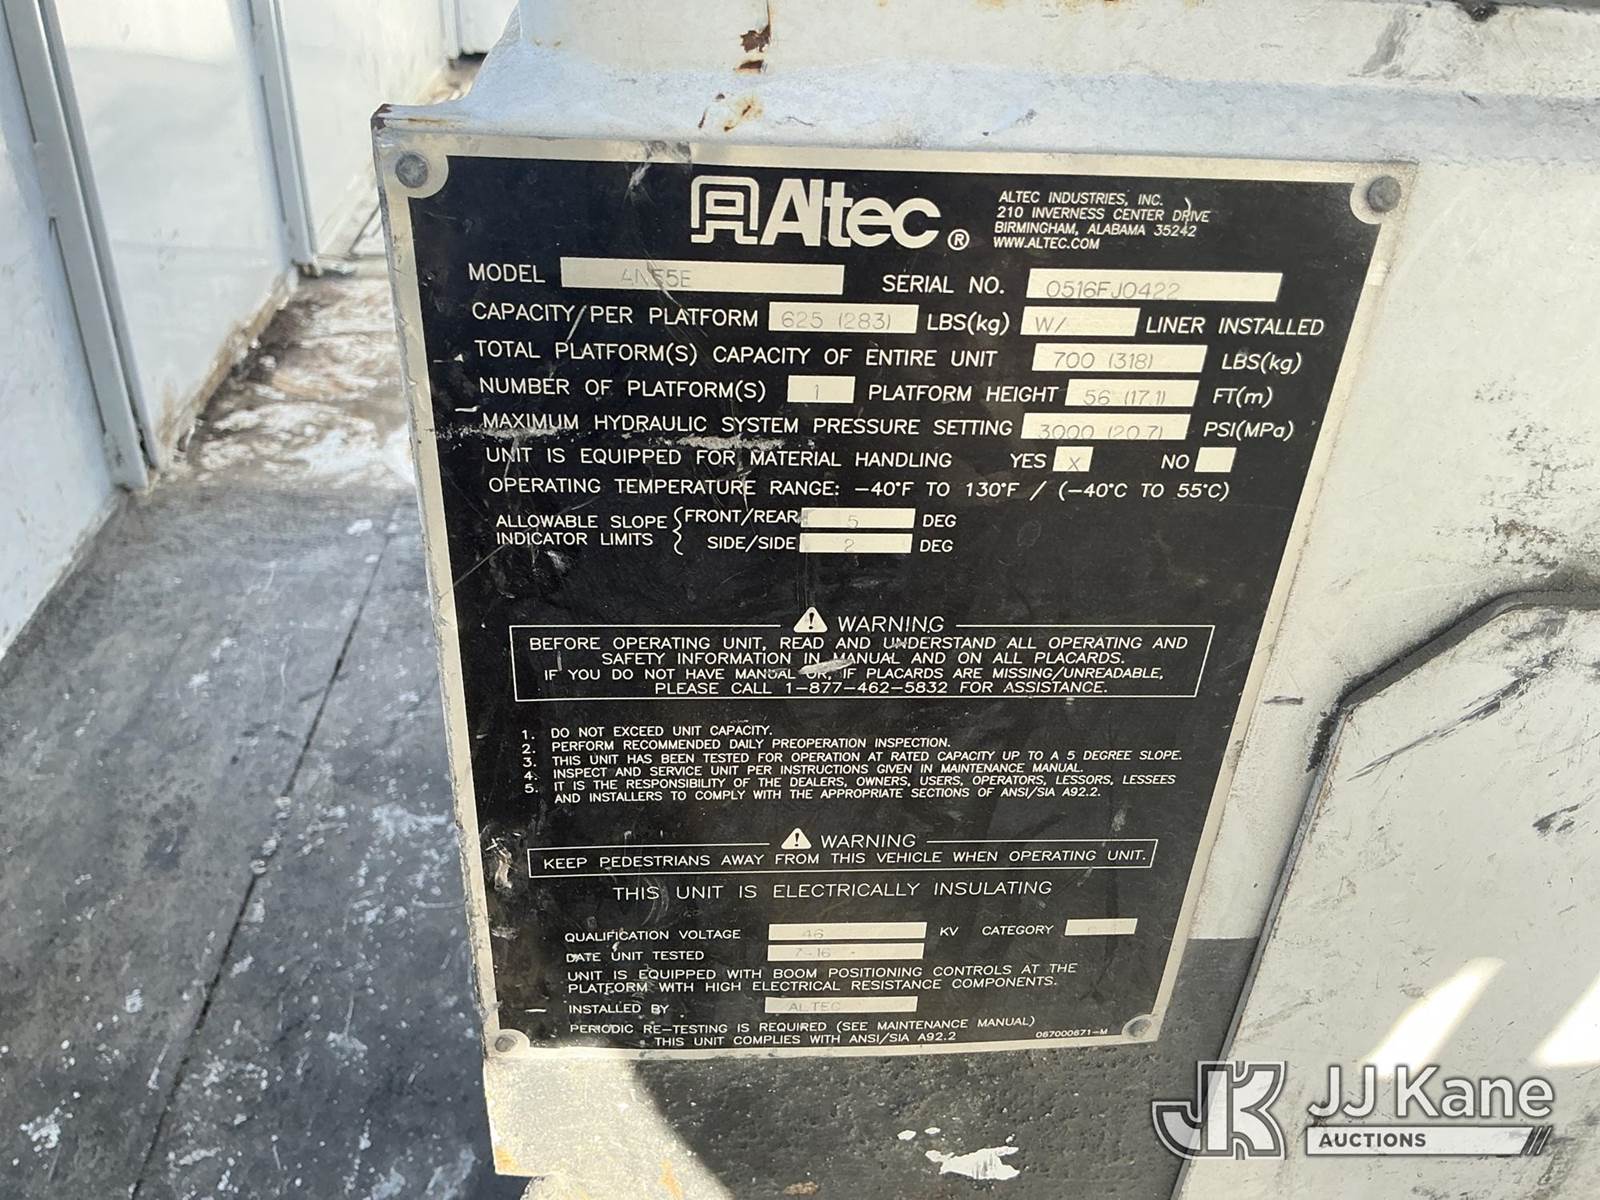 Altec®
ALTEC INDUSTRIES, INC.
210 INVERNESS CENTER DRIVE
BIRMINGHAM, ALABAMA 35242
WWW.ALTEC.COM
MODEL SERIAL NO. 0516FJ0422
CAPACITY/PER PLATFORM 625 (283) LBS(kg) W/ LINER INSTALLED
TOTAL PLATFORM(S) CAPACITY OF ENTIRE UNIT 700 (318) LBS(kg)
NUMBER OF PLATFORM(S) 1 PLATFORM HEIGHT 56 (17.1) FT(m)
MAXIMUM HYDRAULIC SYSTEM PRESSURE SETTING 3000 (20.7) PSI(MPa)
UNIT IS EQUIPPED FOR MATERIAL HANDLING YES X NO
OPERATING TEMPERATURE RANGE: -40°F TO 130°F / (-40°C TO 55°C)
ALLOWABLE SLOPE INDICATOR LIMITS { FRONT/REAR 5 DEG
SIDE/SIDE 2 DEG
WARNING
BEFORE OPERATING UNIT, READ AND UNDERSTAND ALL OPERATING AND
SAFETY INFORMATION IN MANUAL AND ON ALL PLACARDS.
IF YOU DO NOT HAVE MANUAL OR, IF PLACARDS ARE MISSING/UNREADABLE,
PLEASE CALL 1-877-462-5832 FOR ASSISTANCE.
1. DO NOT EXCEED UNIT CAPACITY.
2. PERFORM RECOMMENDED DAILY PREOPERATION INSPECTION.
3. THIS UNIT HAS BEEN TESTED FOR OPERATION AT RATED CAPACITY UP TO A 5 DEGREE SLOPE.
4. INSPECT AND SERVICE UNIT PER INSTRUCTIONS GIVEN IN MAINTENANCE MANUAL.
5. IT IS THE RESPONSIBILITY OF THE DEALERS, OWNERS, USERS, OPERATORS, LESSORS, LESSEES
AND INSTALLERS TO COMPLY WITH THE APPROPRIATE SECTIONS OF ANSI/SIA A92.2.
WARNING
KEEP PEDESTRIANS AWAY FROM THIS VEHICLE WHEN OPERATING UNIT.
THIS UNIT IS ELECTRICALLY INSULATING
QUALIFICATION VOLTAGE 46 KV CATEGORY
DATE UNIT TESTED 7-16
UNIT IS EQUIPPED WITH BOOM POSITIONING CONTROLS AT THE
PLATFORM WITH HIGH ELECTRICAL RESISTANCE COMPONENTS.
INSTALLED BY ALTEC
PERIODIC RE-TESTING IS REQUIRED (SEE MAINTENANCE MANUAL)
THIS UNIT COMPLIES WITH ANSI/SIA A92.2 067000671-M
JK JJ Kane
AUCTIONS